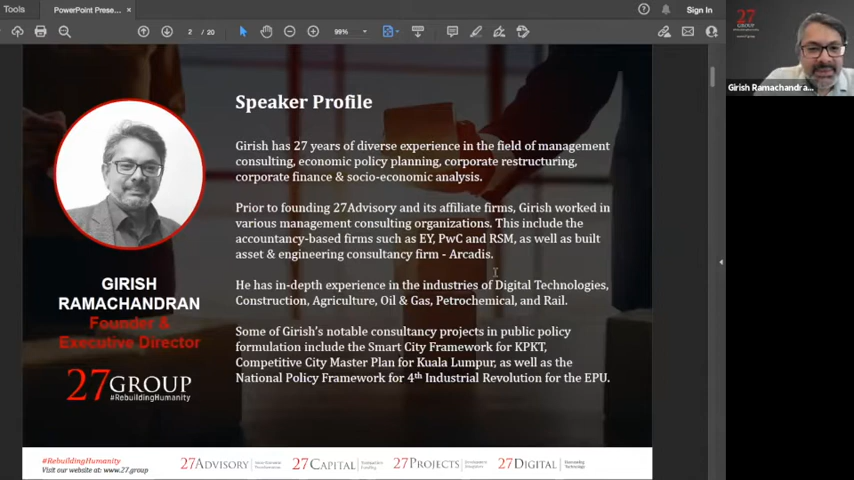 Tools
PowerPoint Prese... ×
Sign In
2 / 20
99%
27
GROUP
Girish Ramachandra...
Speaker Profile
Girish has 27 years of diverse experience in the field of management
consulting, economic policy planning, corporate restructuring,
corporate finance & socio-economic analysis.
Prior to founding 27Advisory and its affiliate firms, Girish worked in
various management consulting organizations. This include the
accountancy-based firms such as EY, PwC and RSM, as well as built
asset & engineering consultancy firm - Arcadis.
He has in-depth experience in the industries of Digital Technologies,
Construction, Agriculture, Oil & Gas, Petrochemical, and Rail.
Some of Girish's notable consultancy projects in public policy
formulation include the Smart City Framework for KPKT,
Competitive City Master Plan for Kuala Lumpur, as well as the
National Policy Framework for 4th Industrial Revolution for the EPU.
GIRISH
RAMACHANDRAN
Founder &
Executive Director
27GROUP
#RebuildingHumanity
#RebuildingHumanity
Visit our website at: www.27.group
27ADVISORY
27CAPITAL
27PROJECTS
27DIGITAL